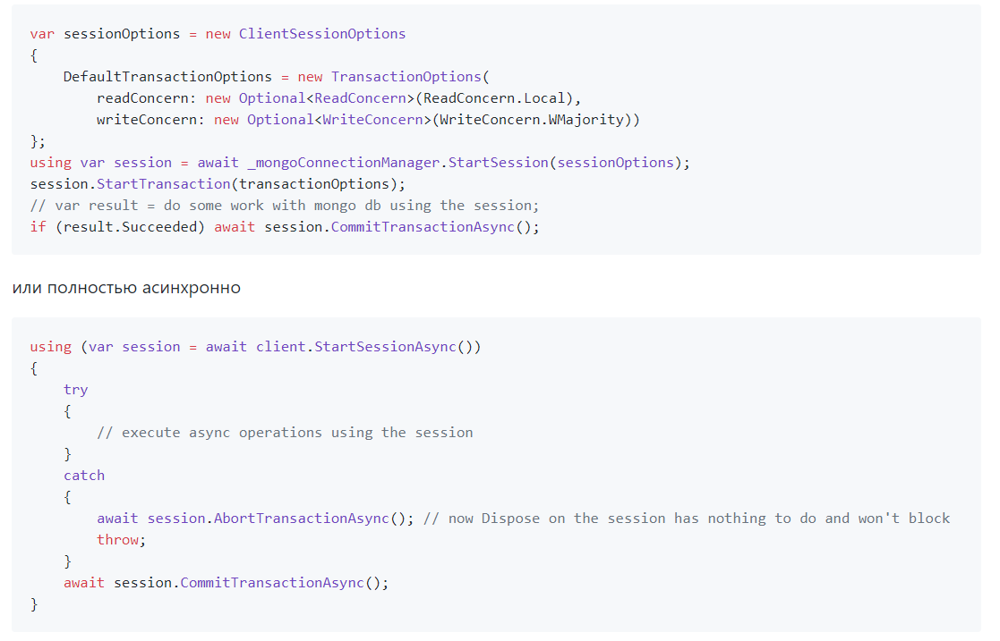 var sessionOptions = new ClientSessionOptions
{
    DefaultTransactionOptions = new TransactionOptions(
        readConcern: new Optional<ReadConcern>(ReadConcern.Local),
        writeConcern: new Optional<WriteConcern>(WriteConcern.WMajority))
};
using var session = await _mongoConnectionManager.StartSession(sessionOptions);
session.StartTransaction(transactionOptions);
// var result = do some work with mongo db using the session;
if (result.Succeeded) await session.CommitTransactionAsync();
или полностью асинхронно
using (var session = await client.StartSessionAsync())
{
    try
    {
        // execute async operations using the session
    }
    catch
    {
        await session.AbortTransactionAsync(); // now Dispose on the session has nothing to do and won't block
        throw;
    }
    await session.CommitTransactionAsync();
}